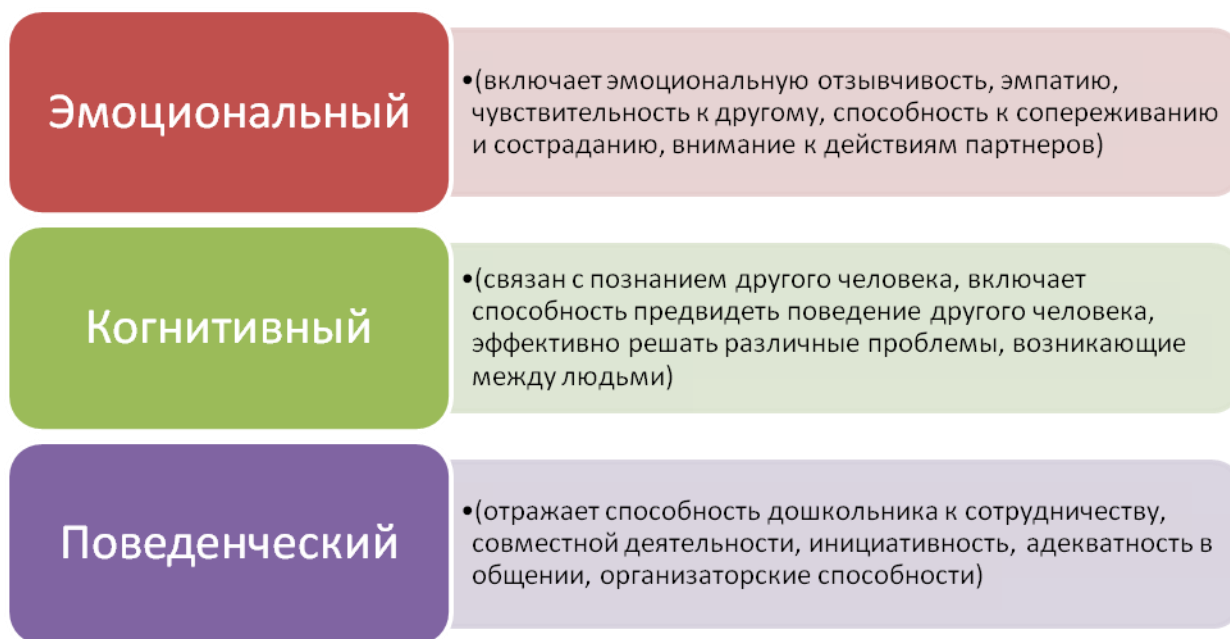 Эмоциональный
•(включает эмоциональную отзывчивость, эмпатию,
чувствительность к другому, способность к сопереживанию
и состраданию, внимание к действиям партнеров)
Когнитивный
•(связан с познанием другого человека, включает
способность предвидеть поведение другого человека,
эффективно решать различные проблемы, возникающие
между людьми)
Поведенческий
•(отражает способность дошкольника к сотрудничеству,
совместной деятельности, инициативность, адекватность в
общении, организаторские способности)